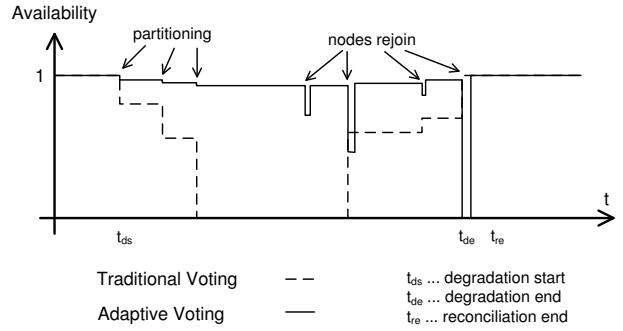 Availability
partitioning
nodes rejoin
1
t
t_ds
t_de
t_re
Traditional Voting
t_ds ... degradation start
t_de ... degradation end
Adaptive Voting
t_re ... reconciliation end